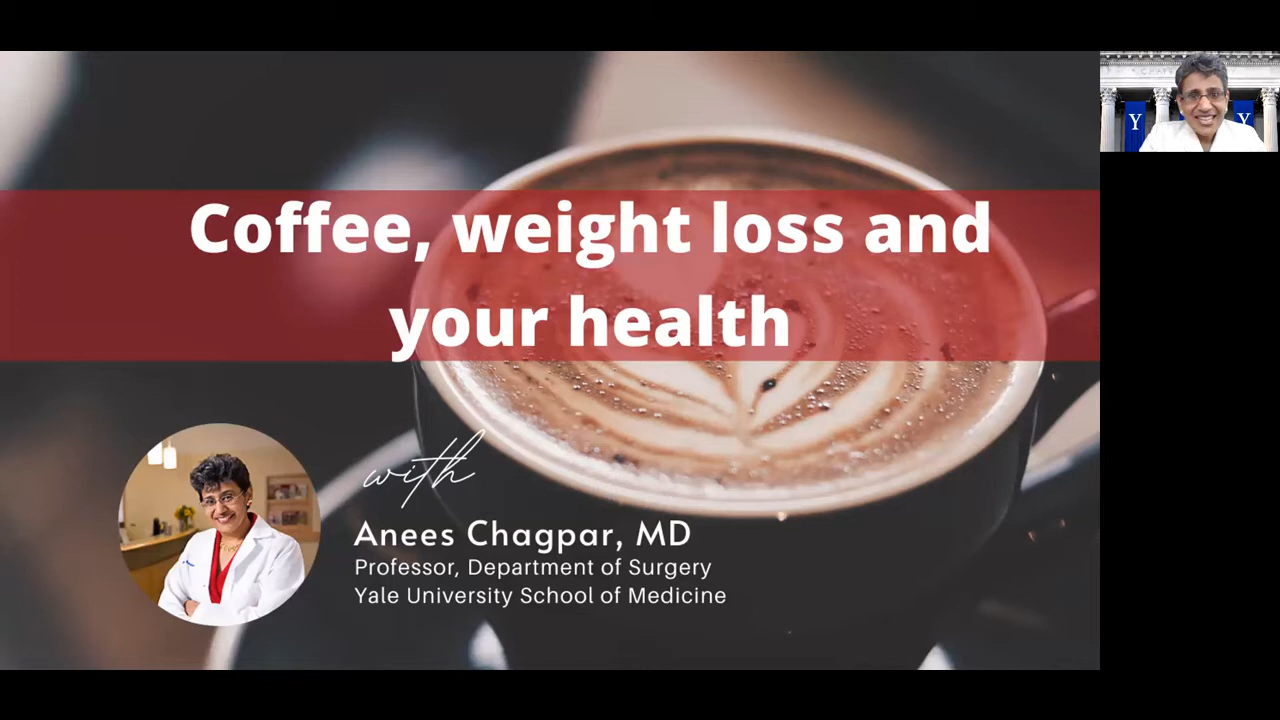 Coffee, weight loss and
your health
with
Anees Chagpar, MD
Professor, Department of Surgery
Yale University School of Medicine
Y
Y